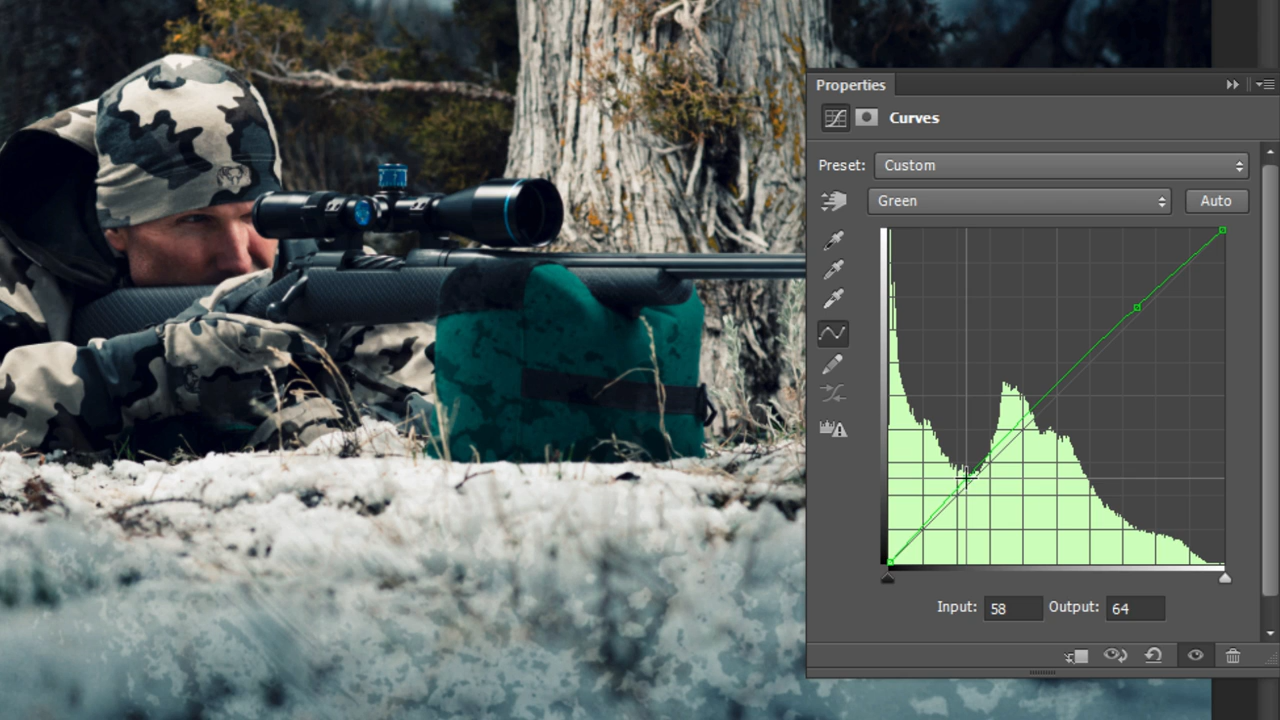 Properties
Curves
Preset: Custom
Green Auto
Input: 58 Output: 64